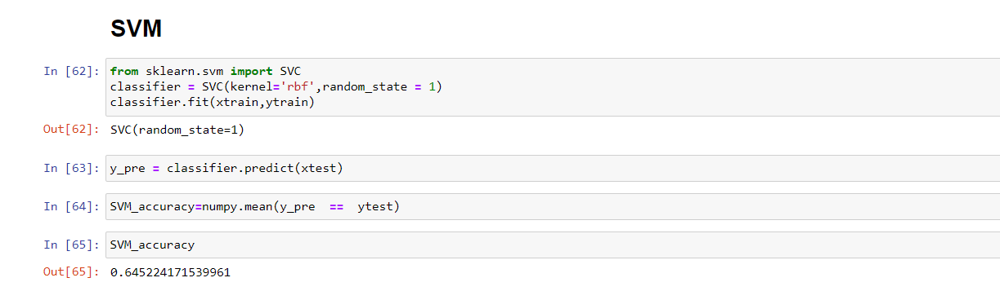 SVM
In [62]: from sklearn.svm import SVC
classifier = SVC(kernel='rbf',random_state = 1)
classifier.fit(xtrain,ytrain)
Out[62]: SVC(random_state=1)
In [63]: y_pre = classifier.predict(xtest)
In [64]: SVM_accuracy=numpy.mean(y_pre  ==  ytest)
In [65]: SVM_accuracy
Out[65]: 0.645224171539961